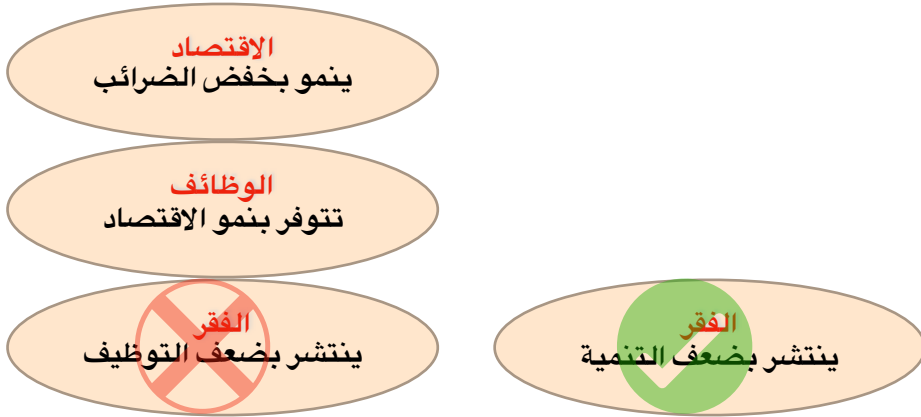 الاقتصاد
ينمو بخفض الضرائب
الوظائف
تتوفر بنمو الاقتصاد
الفقر
ينتشر بضعف التوظيف
الفقر
ينتشر بضعف التنمية